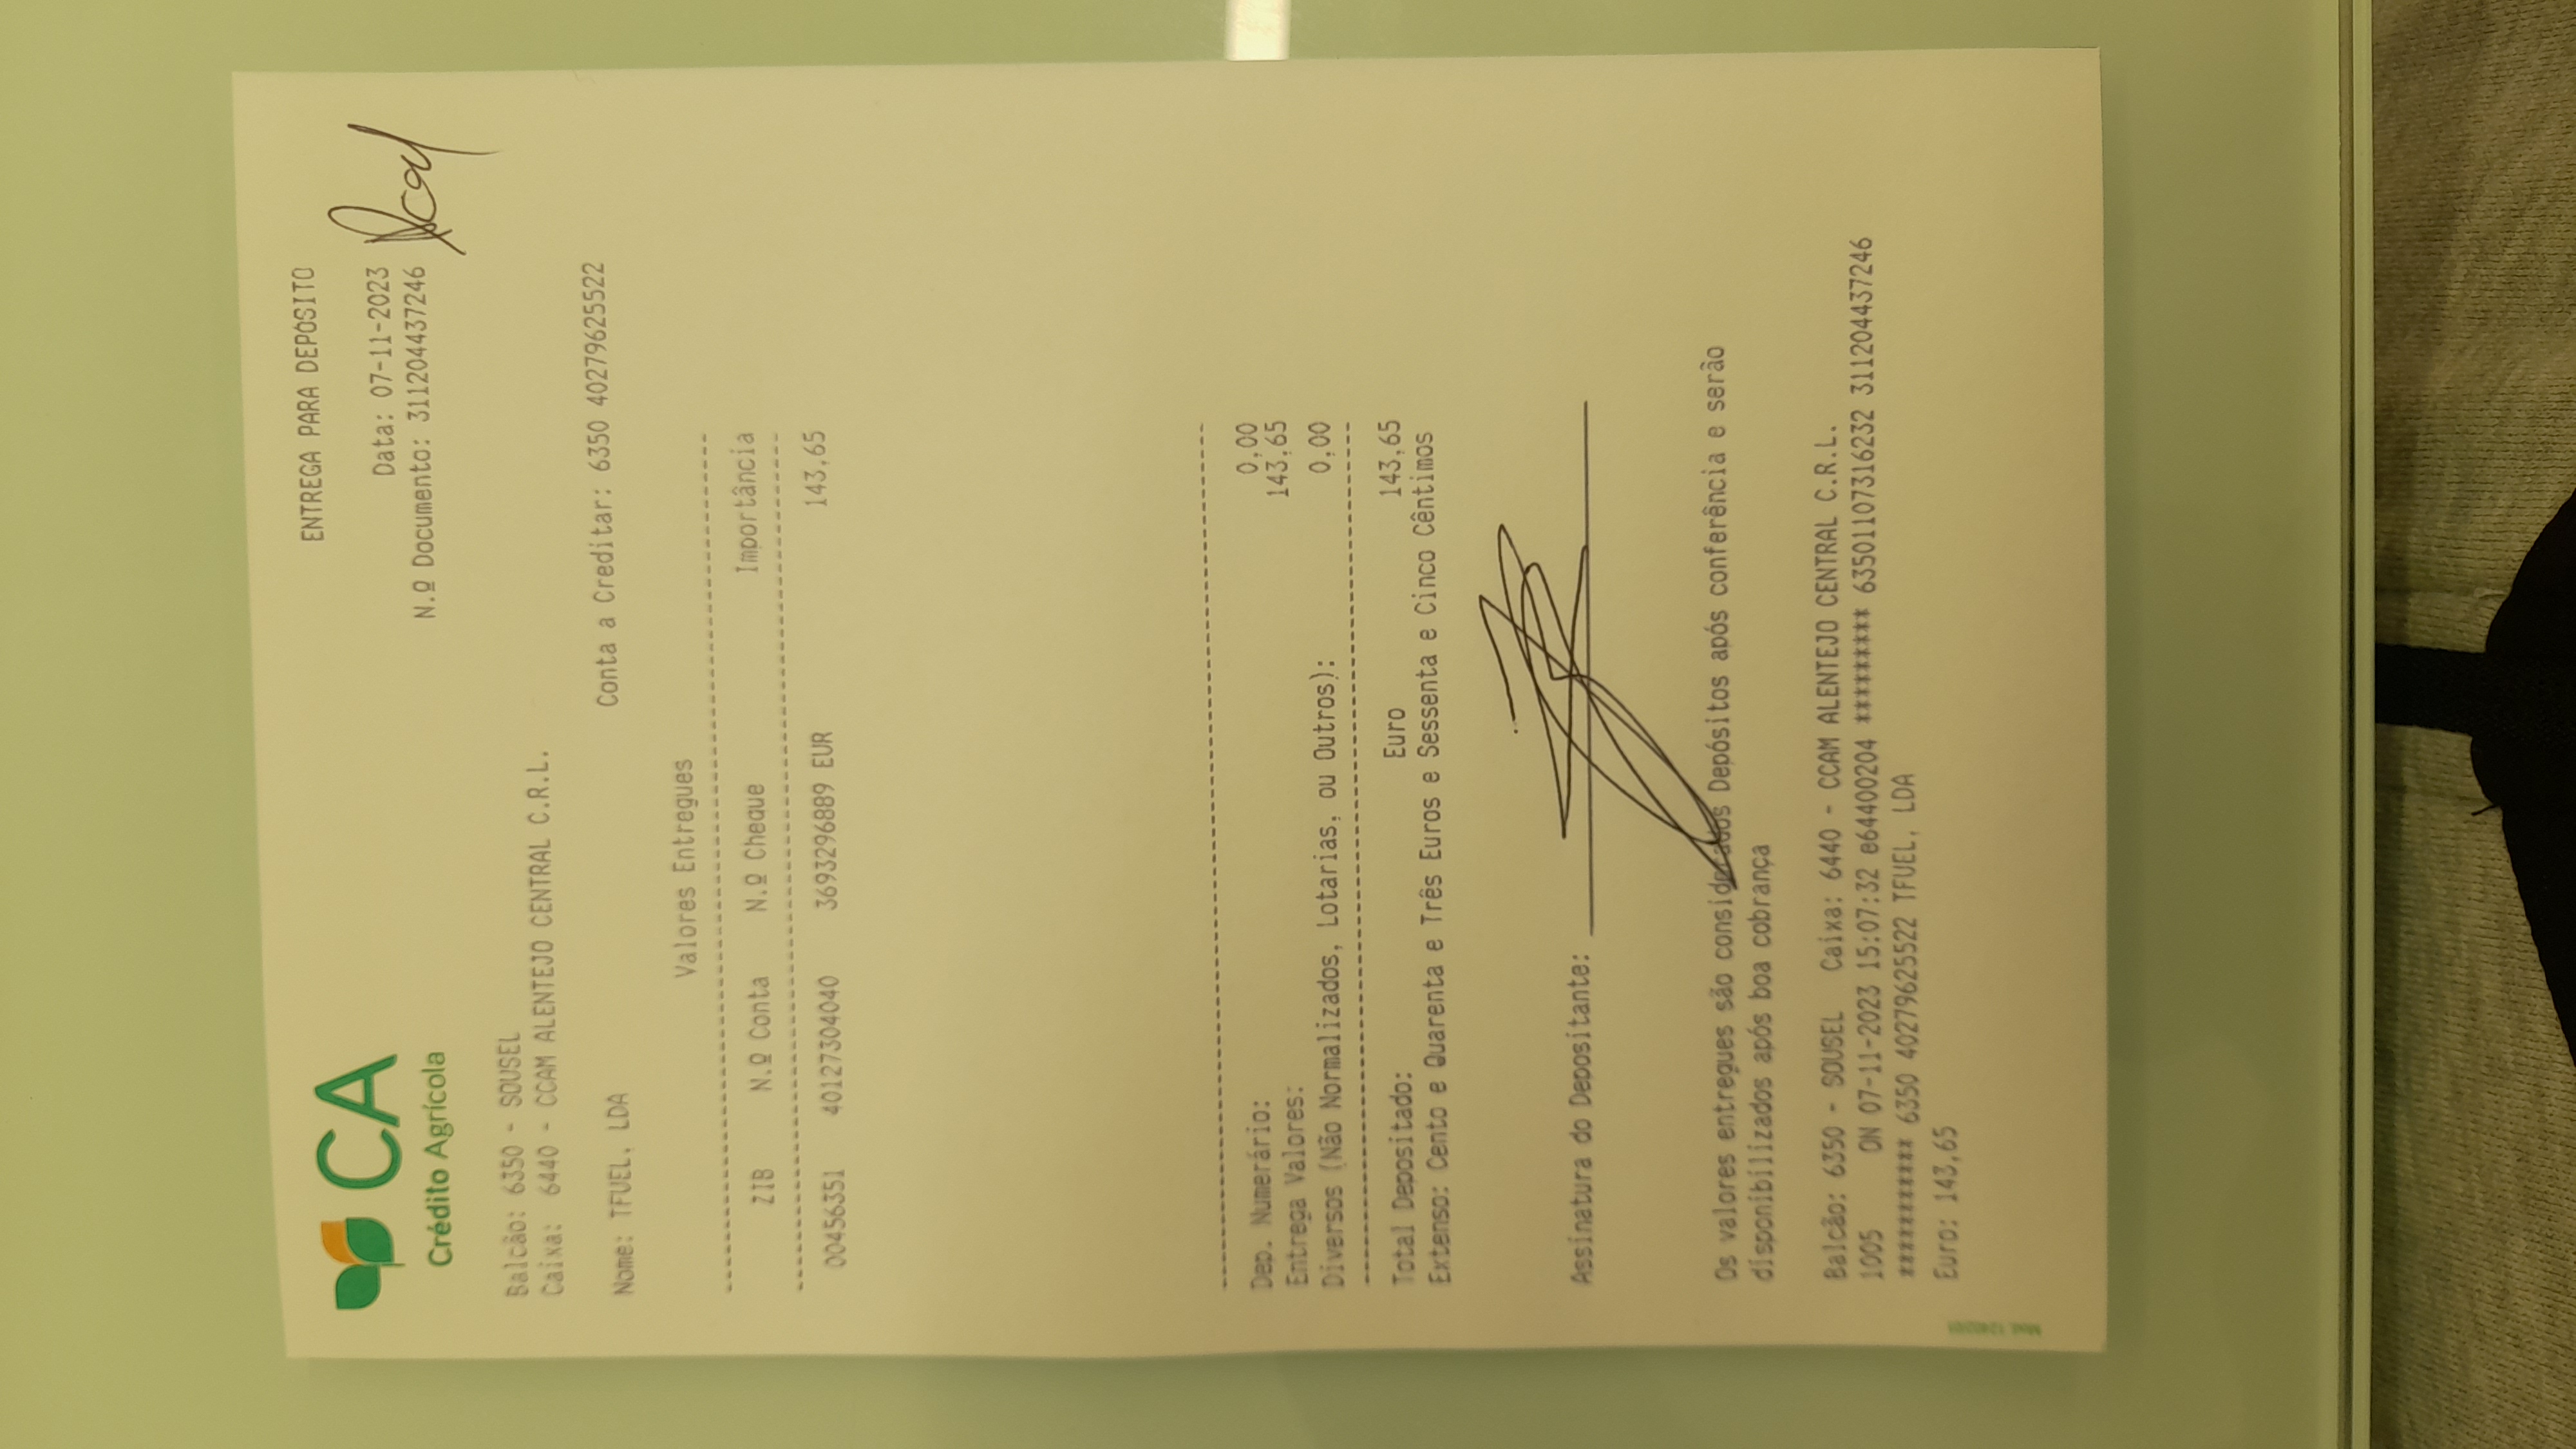 CA
Crédito Agrícola
ENTREGA PARA DEPÓSITO
Data: 07-11-2023
N.º Documento: 311204437246
Balcão: 6350 - SOUSEL
Caixa: 6440 - CCAM ALENTEJO CENTRAL C.R.L.
Conta a Creditar: 6350 40279625522
Nome: TFUEL, LDA
Valores Entregues
ZIB N.º Conta N.º Cheque Importância
00456351 40127304040 3693296889 EUR 143,65
Dep. Numerário: 0,00
Entrega Valores: 143,65
Diversos (Não Normalizados, Lotarias, ou Outros): 0,00
Total Depositado: Euro 143,65
Extenso: Cento e Quarenta e Três Euros e Sessenta e Cinco Cêntimos
Assinatura do Depositante:
Os valores entregues são considerados Depósitos após conferência e serão
disponibilizados após boa cobrança
Balcão: 6350 - SOUSEL Caixa: 6440 - CCAM ALENTEJO CENTRAL C.R.L.
1005 ON 07-11-2023 15:07:32 e64400204 ********* 63501107316232 311204437246
*********** 6350 40279625522 TFUEL, LDA
Euro: 143,65